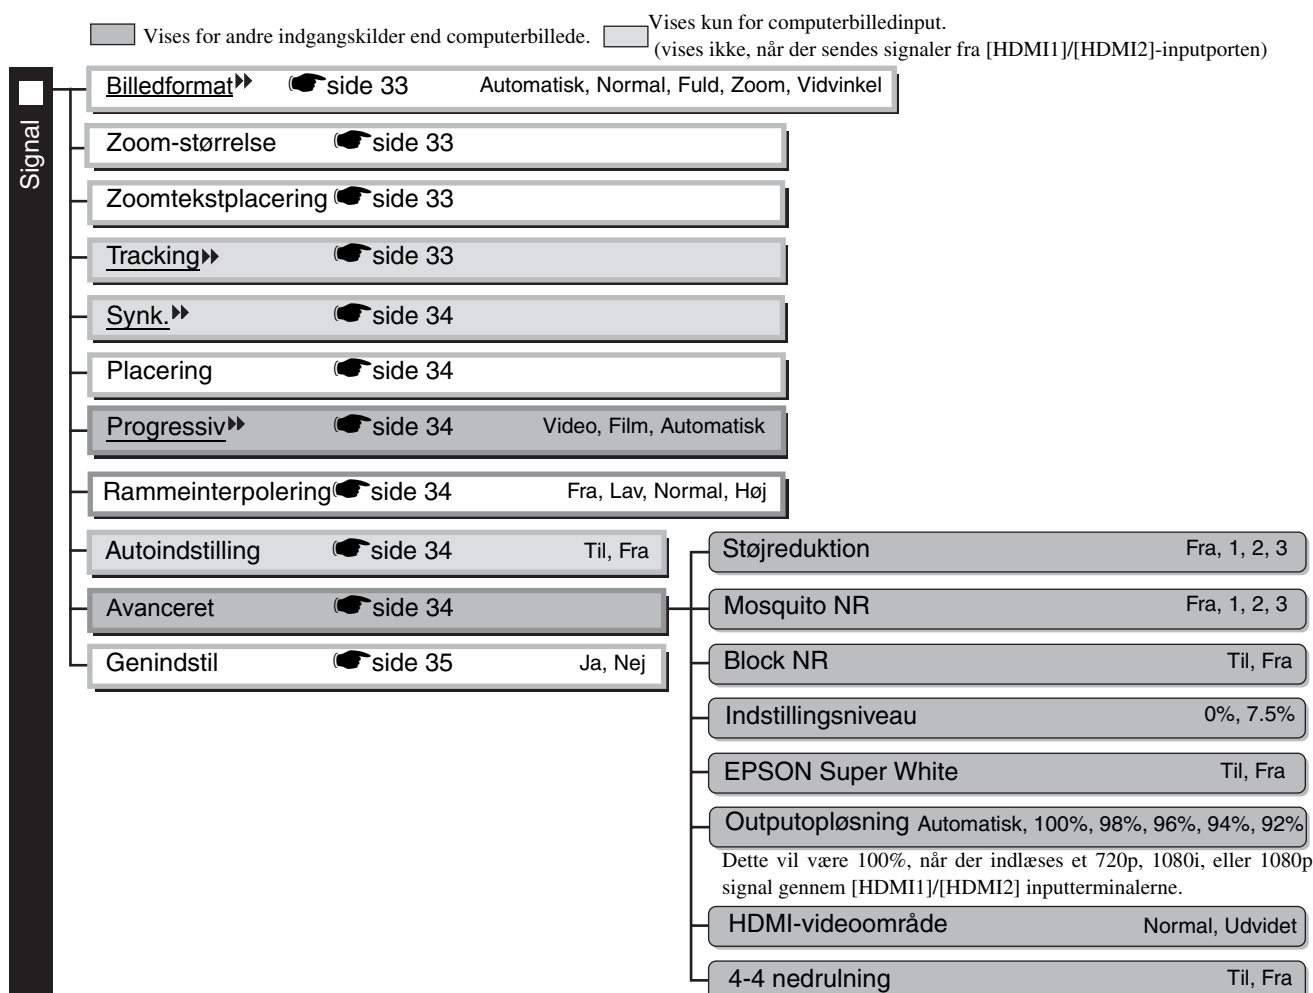 Vises for andre indgangskilder end computerbillede.
Vises kun for computerbilledinput.
(vises ikke, når der sendes signaler fra [HDMI1]/[HDMI2]-inputporten)
Signal
Billedformat side 33 Automatisk, Normal, Fuld, Zoom, Vidvinkel
Zoom-størrelse side 33
Zoomtekstplacering side 33
Tracking side 33
Synk. side 34
Placering side 34
Progressiv side 34 Video, Film, Automatisk
Rammeinterpolering side 34 Fra, Lav, Normal, Høj
Autoindstilling side 34 Til, Fra
Avanceret side 34
Genindstil side 35 Ja, Nej
Støjreduktion Fra, 1, 2, 3
Mosquito NR Fra, 1, 2, 3
Block NR Til, Fra
Indstillingsniveau 0%, 7.5%
EPSON Super White Til, Fra
Outputopløsning Automatisk, 100%, 98%, 96%, 94%, 92%
Dette vil være 100%, når der indlæses et 720p, 1080i, eller 1080p
signal gennem [HDMI1]/[HDMI2] inputterminalerne.
HDMI-videoområde Normal, Udvidet
4-4 nedrulning Til, Fra